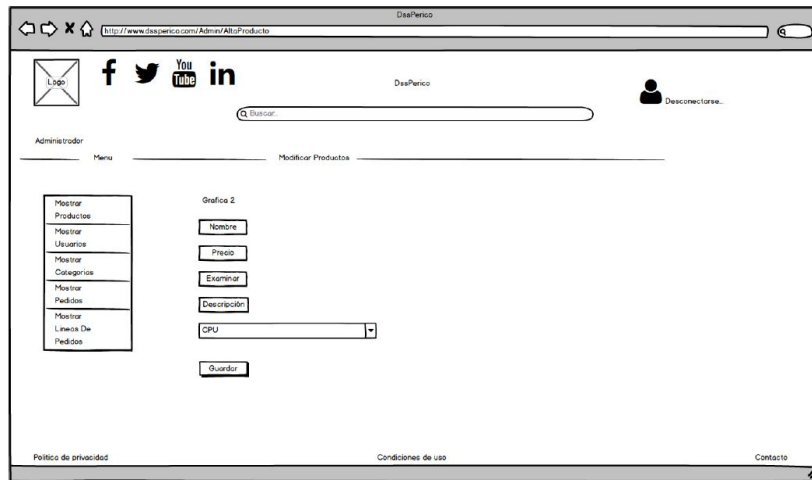 DssPerico
http://www.dssperico.com/Admin/AltaProducto
Logo
You
Tube
in
DssPerico
Desconectarse...
Buscar..
Administrador
Menu
Modificar Productos
Mostrar
Productos
Mostrar
Usuarios
Mostrar
Categorias
Mostrar
Pedidos
Mostrar
Lineas De
Pedidos
Grafica 2
Nombre
Precio
Examinar
Descripción
CPU
Guardar
Politica de privacidad
Condiciones de uso
Contacto